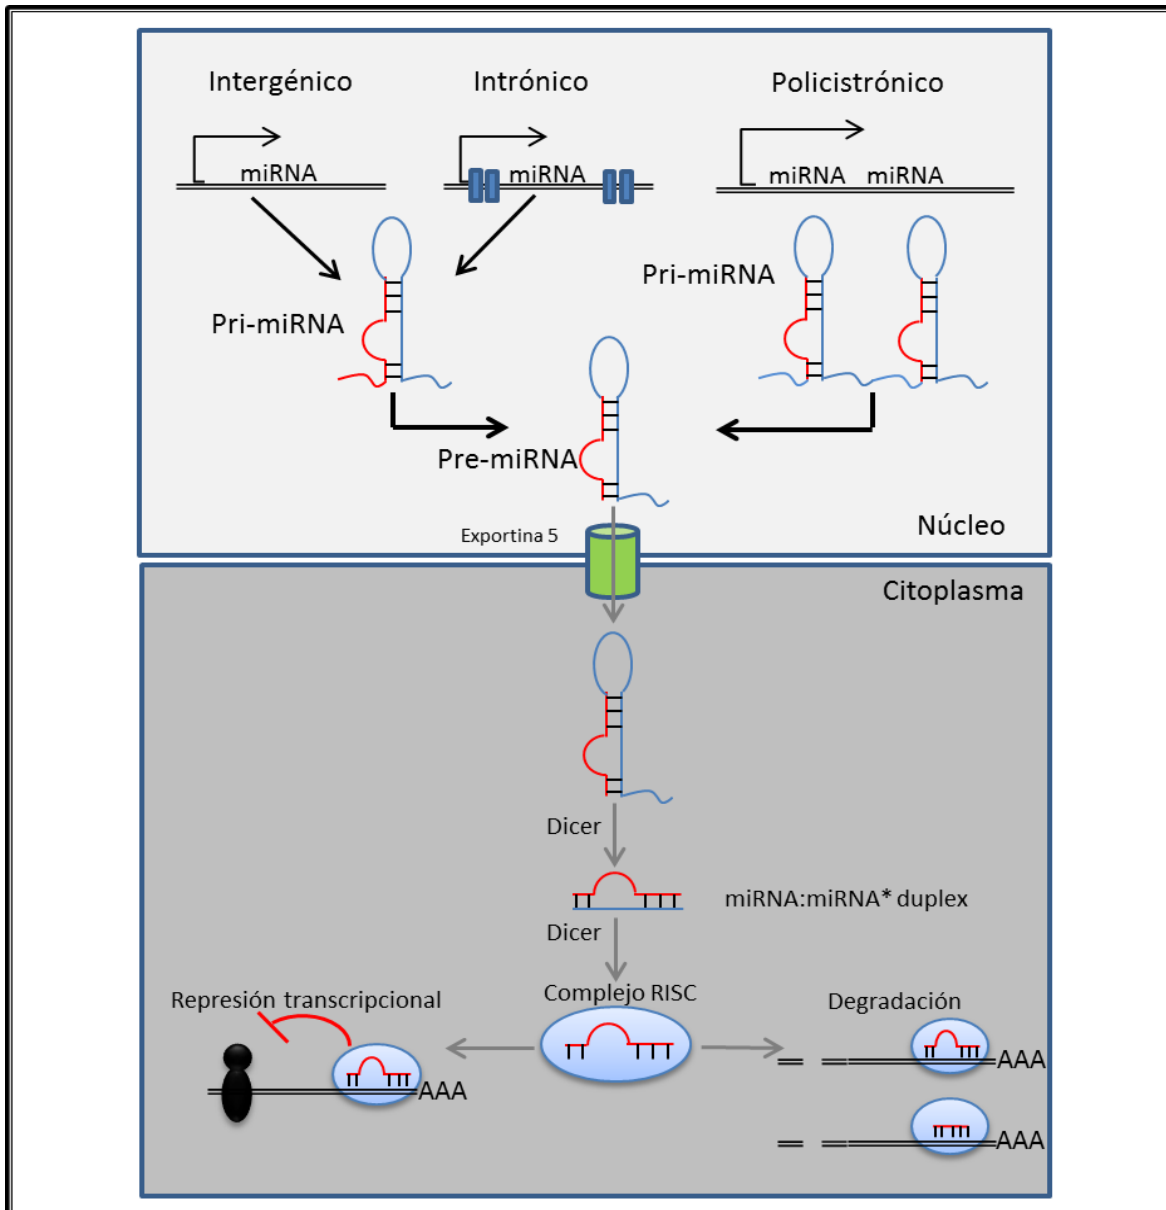 Intergénico
Intrónico
Policistrónico
miRNA
miRNA
miRNA miRNA
Pri-miRNA
Pri-miRNA
Pre-miRNA
Exportina 5
Núcleo
Citoplasma
Dicer
miRNA:miRNA* duplex
Dicer
Complejo RISC
Represión transcripcional
Degradación
AAA
AAA
AAA